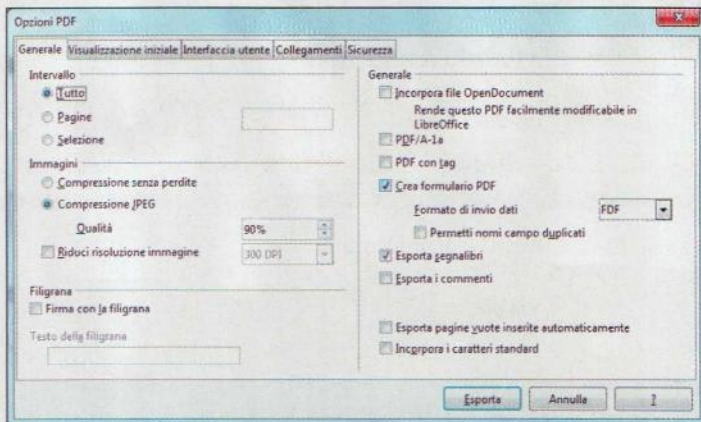 Opzioni PDF
Generale Visualizzazione iniziale Interfaccia utente Collegamenti Sicurezza
Intervallo
Tutto
Pagine
Selezione
Immagini
Compressione senza perdite
Compressione JPEG
Qualità 90%
Riduci risoluzione immagine 300 DPI
Filigrana
Firma con la filigrana
Testo della filigrana
Generale
Incorpora file OpenDocument
Rende questo PDF facilmente modificabile in
LibreOffice
PDF/A-1a
PDF con tag
Crea formulario PDF
Formato di invio dati FDF
Permetti nomi campo duplicati
Esporta segnalibri
Esporta i commenti
Esporta pagine vuote inserite automaticamente
Incorpora i caratteri standard
Esporta Annulla ?